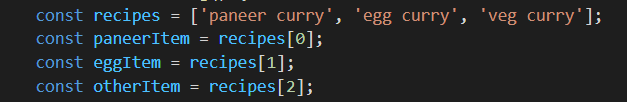 const recipes = ['paneer curry', 'egg curry', 'veg curry'];
const paneerItem = recipes[0];
const eggItem = recipes[1];
const otherItem = recipes[2];